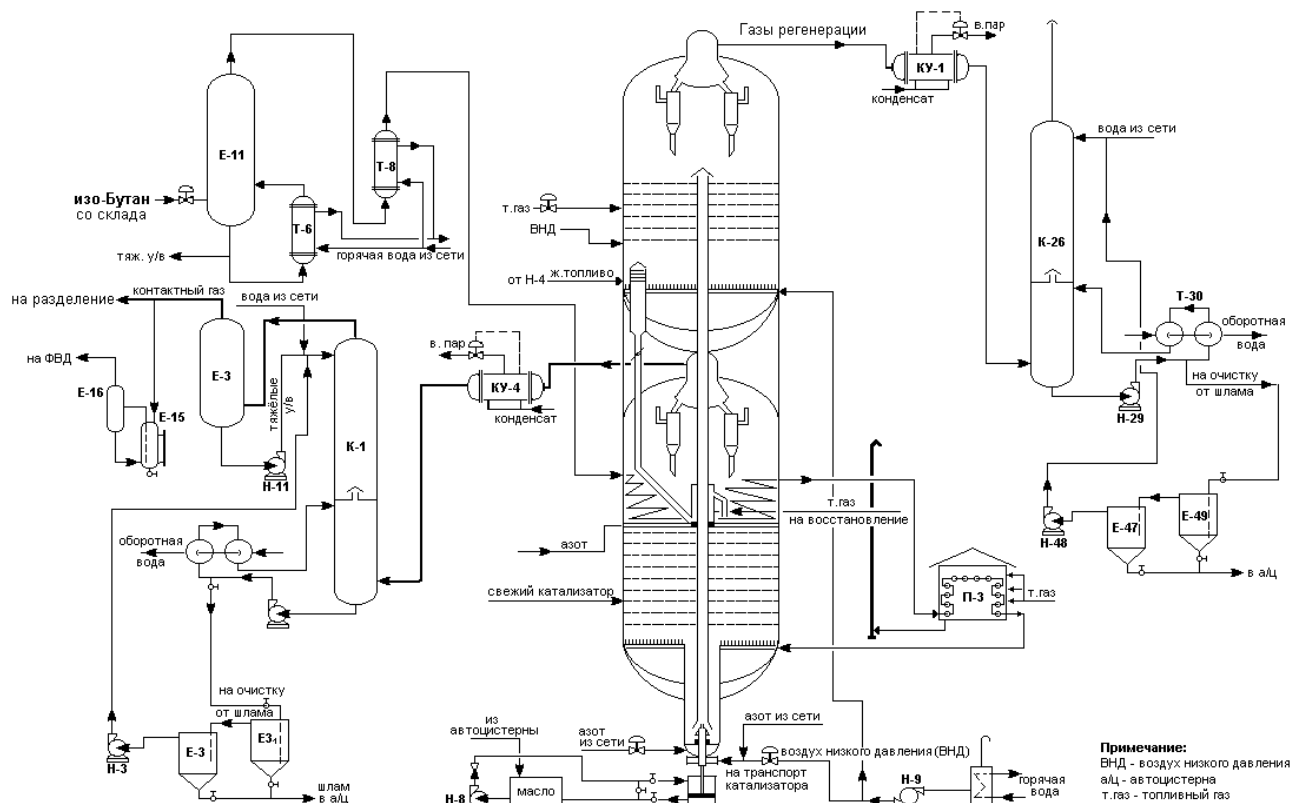 Газы регенерации
в.пар
КУ-1
конденсат
Е-11
Т-8
вода из сети
К-26
изо-Бутан
со склада
Т-6
т.газ
ВНД
горячая вода из сети
тяж. у/в
от Н-4
ж.топливо
контактный газ
на разделение
вода из сети
Т-30
оборотная
вода
на ФВД
Е-3
в. пар
КУ-4
конденсат
Е-16
Е-15
тяжёлые
у/в
К-1
Н-11
на очистку
от шлама
Н-29
т.газ
на восстановление
Е-47
Е-49
Н-48
в а/ц
оборотная
вода
азот
свежий катализатор
П-3
т.газ
на очистку
от шлама
Е-3
Е3₁
Н-3
шлам
в а/ц
из
автоцистерны
азот
из сети
азот из сети
воздух низкого давления (ВНД)
на транспорт
катализатора
масло
Н-8
Н-9
горячая
вода
Примечание:
ВНД - воздух низкого давления
а/ц - автоцистерна
т.газ - топливный газ